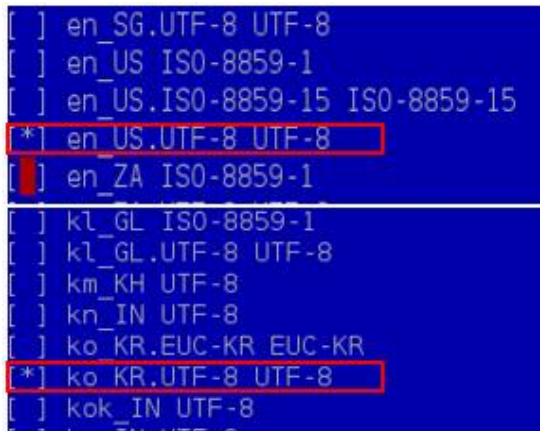 [ ] en_SG.UTF-8 UTF-8
[ ] en_US ISO-8859-1
[ ] en_US.ISO-8859-15 ISO-8859-15
[*] en_US.UTF-8 UTF-8
[ ] en_ZA ISO-8859-1
[ ] kl_GL ISO-8859-1
[ ] kl_GL.UTF-8 UTF-8
[ ] km_KH UTF-8
[ ] kn_IN UTF-8
[ ] ko_KR.EUC-KR EUC-KR
[*] ko_KR.UTF-8 UTF-8
[ ] kok_IN UTF-8